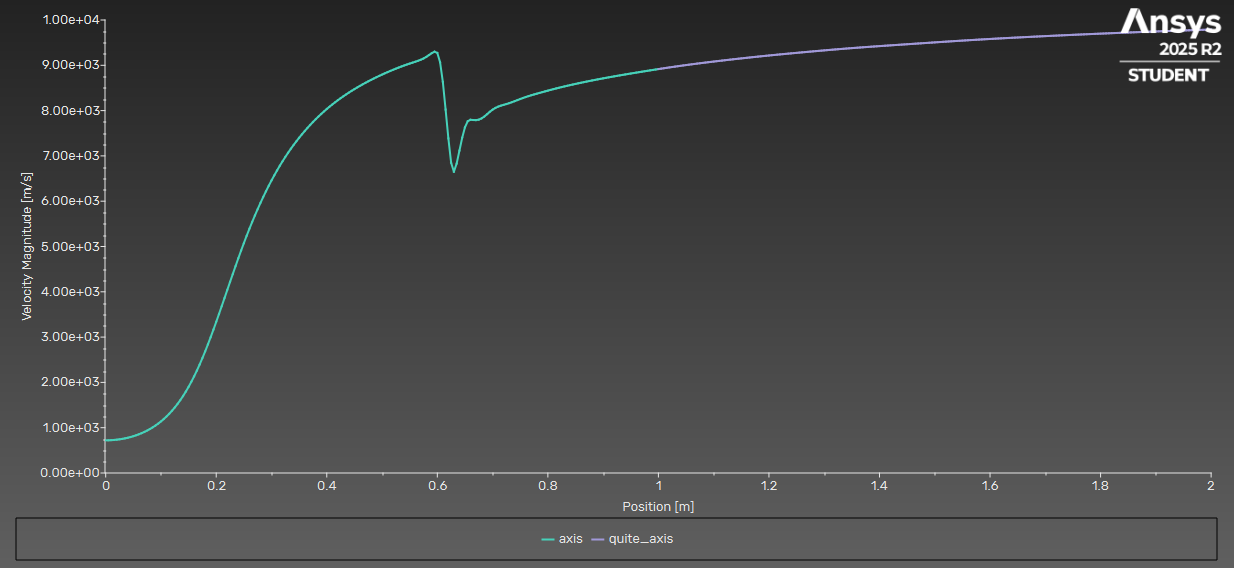 Ansys
2025 R2
STUDENT
1.00e+04
9.00e+03
8.00e+03
7.00e+03
6.00e+03
5.00e+03
4.00e+03
3.00e+03
2.00e+03
1.00e+03
0.00e+00
Velocity Magnitude [m/s]
0 0.2 0.4 0.6 0.8 1 1.2 1.4 1.6 1.8 2
Position [m]
axis quite_axis